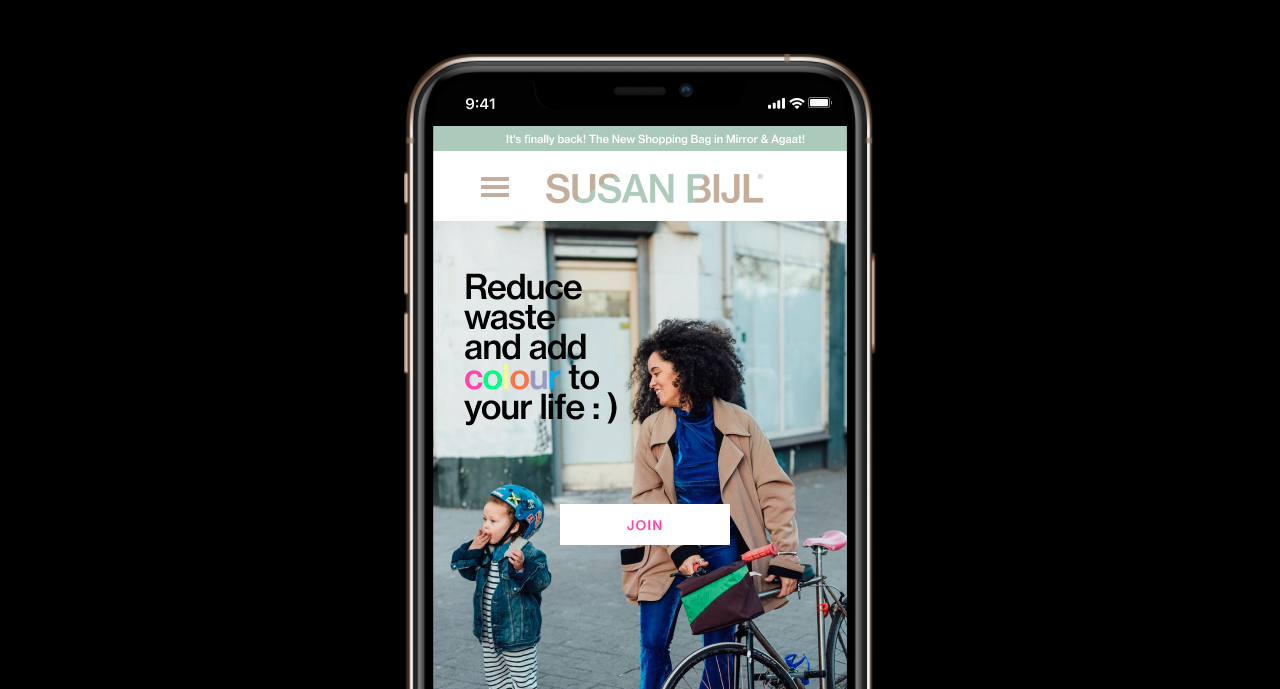 9:41
It's finally back! The New Shopping Bag in Mirror & Agaat!
SUSAN BIJL®
Reduce
waste
and add
colour to
your life : )
JOIN